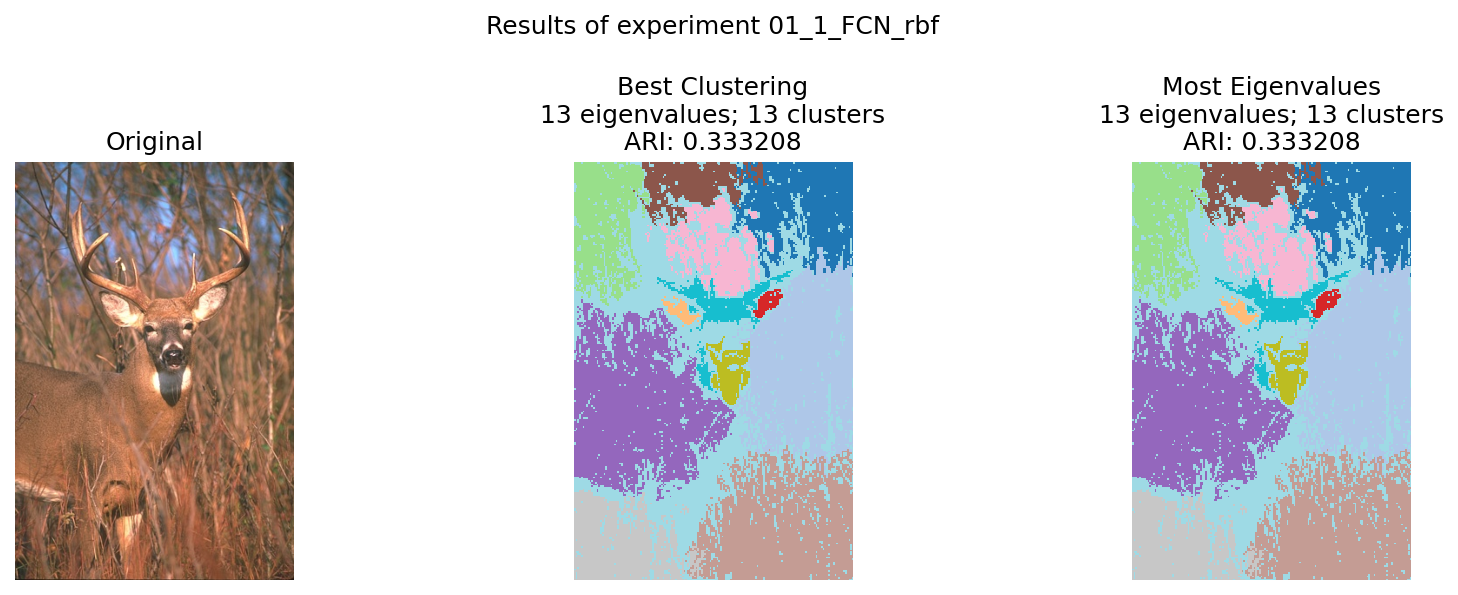 Results of experiment 01_1_FCN_rbf
Original
Best Clustering
13 eigenvalues; 13 clusters
ARI: 0.333208
Most Eigenvalues
13 eigenvalues; 13 clusters
ARI: 0.333208